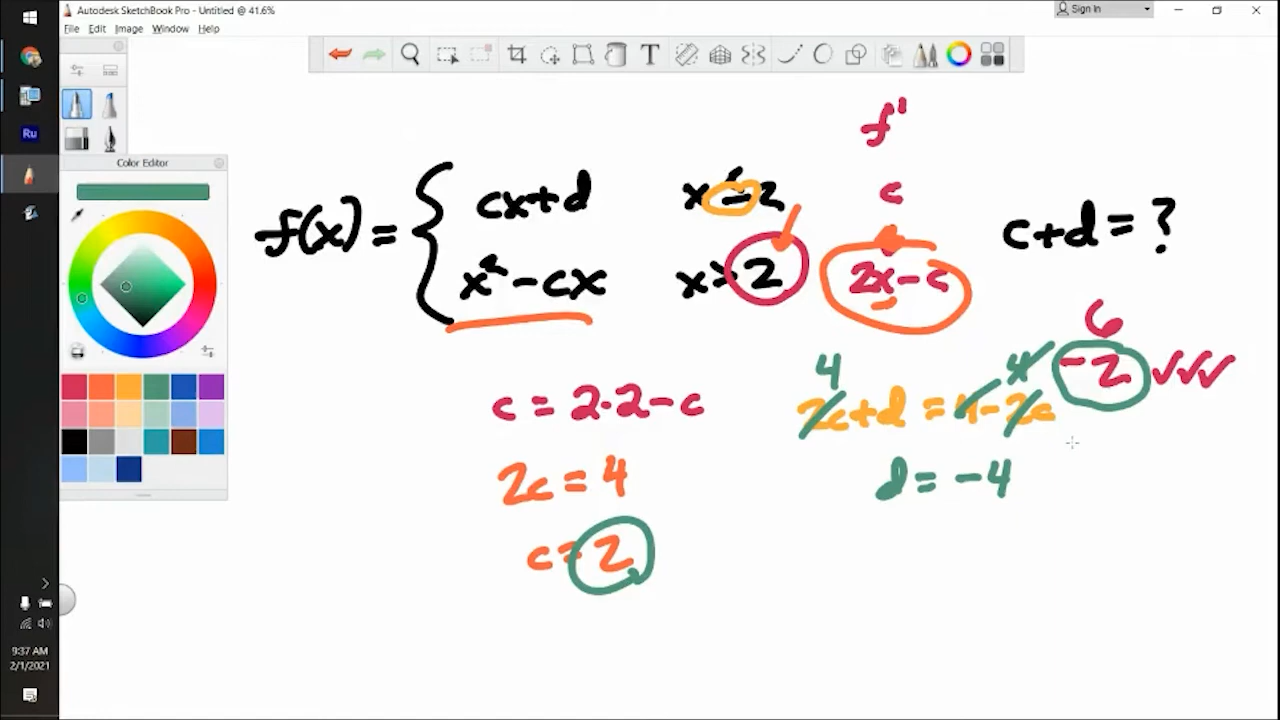 Autodesk SketchBook Pro - Untitled @ 41.6%
Sign In
File Edit Image Window Help
T
Ru
Color Editor
f'
f(x) = { cx+d x≤2 c
x²-cx x>2 2x-c
c+d=?
6
-2 ✓✓✓
4 4
c = 2·2-c
2c+d = 4-2c
2c = 4
d = -4
c = 2
9:37 AM
2/1/2021